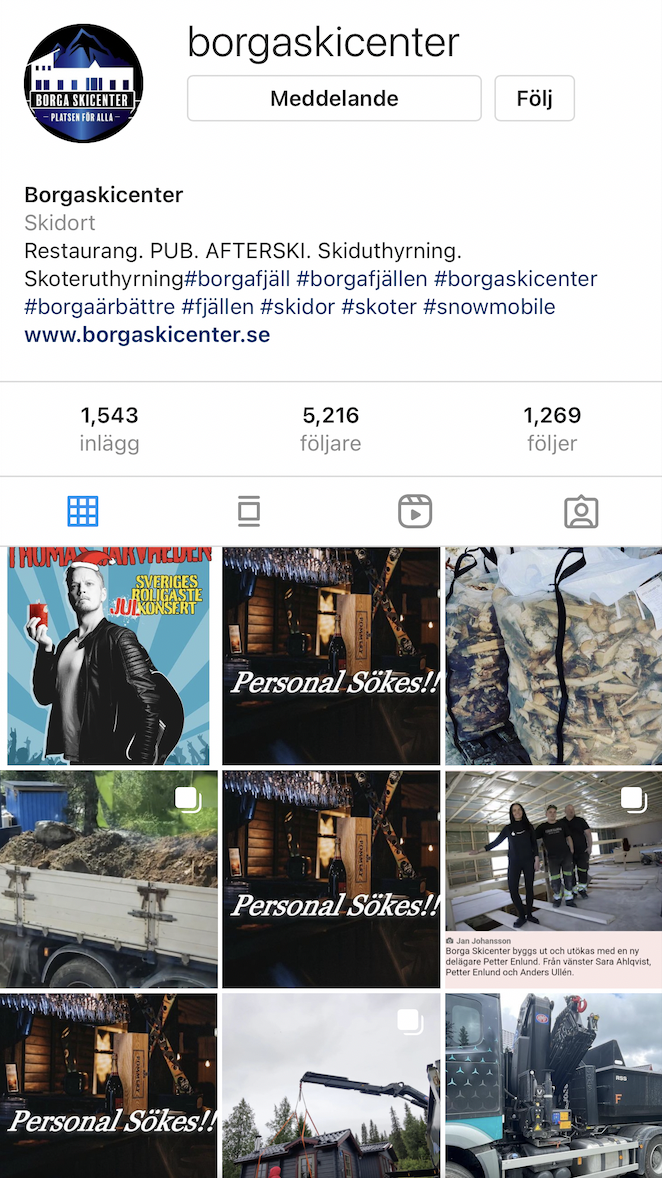 borgaskicenter
BORGA SKICENTER
PLATSEN FÖR ALLA
Meddelande
Följ
Borgaskicenter
Skidort
Restaurang. PUB. AFTERSKI. Skiduthyrning.
Skoteruthyrning#borgafjäll #borgafjällen #borgaskicenter
#borgaärbättre #fjällen #skidor #skoter #snowmobile
www.borgaskicenter.se
1,543
inlägg
5,216
följare
1,269
följer
THOMAS JÄRVHEDEN
SVERIGES
ROLIGASTE
JULKONSERT
Personal Sökes!!
Personal Sökes!!
Jan Johansson
Borga Skicenter byggs ut och utökas med en ny
delägare Petter Enlund. Från vänster Sara Ahlqvist,
Petter Enlund och Anders Ullén.
Personal Sökes!!
R55
F